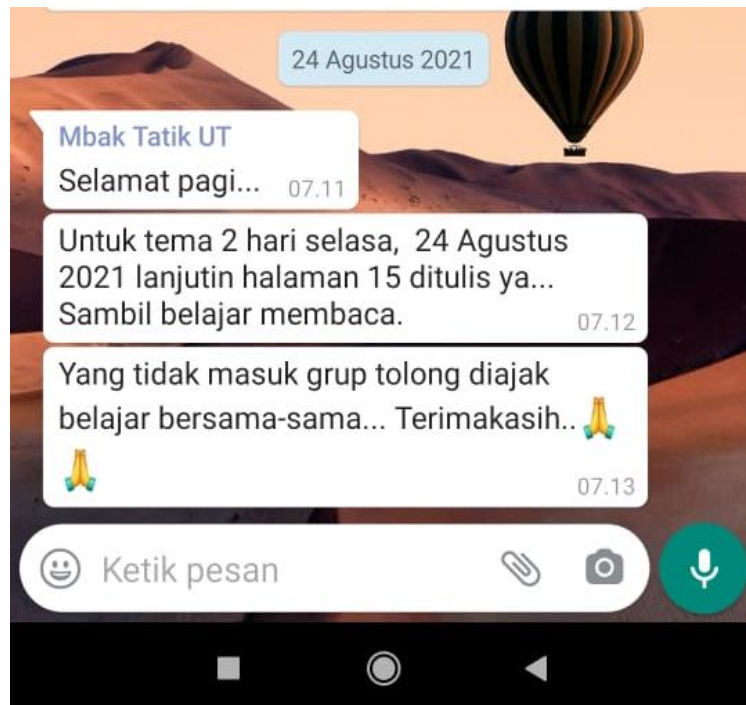 24 Agustus 2021
Mbak Tatik UT
Selamat pagi... 07.11
Untuk tema 2 hari selasa, 24 Agustus
2021 lanjutin halaman 15 ditulis ya...
Sambil belajar membaca. 07.12
Yang tidak masuk grup tolong diajak
belajar bersama-sama... Terimakasih.. 🙏
🙏 07.13
Ketik pesan